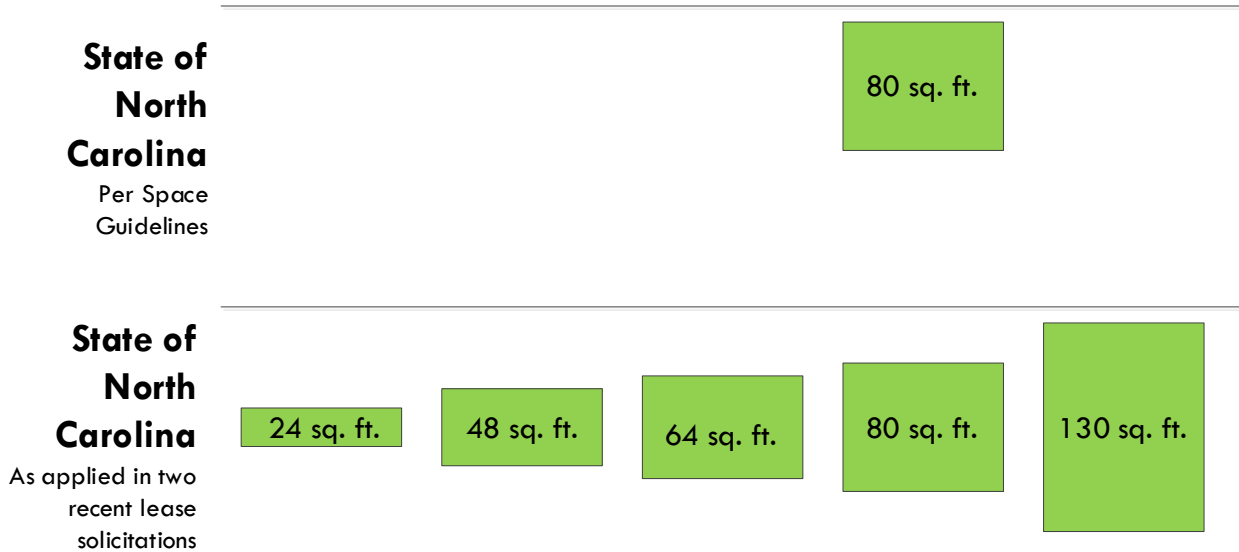 State of
North
Carolina
Per Space
Guidelines
80 sq. ft.
State of
North
Carolina
As applied in two
recent lease
solicitations
24 sq. ft.
48 sq. ft.
64 sq. ft.
80 sq. ft.
130 sq. ft.